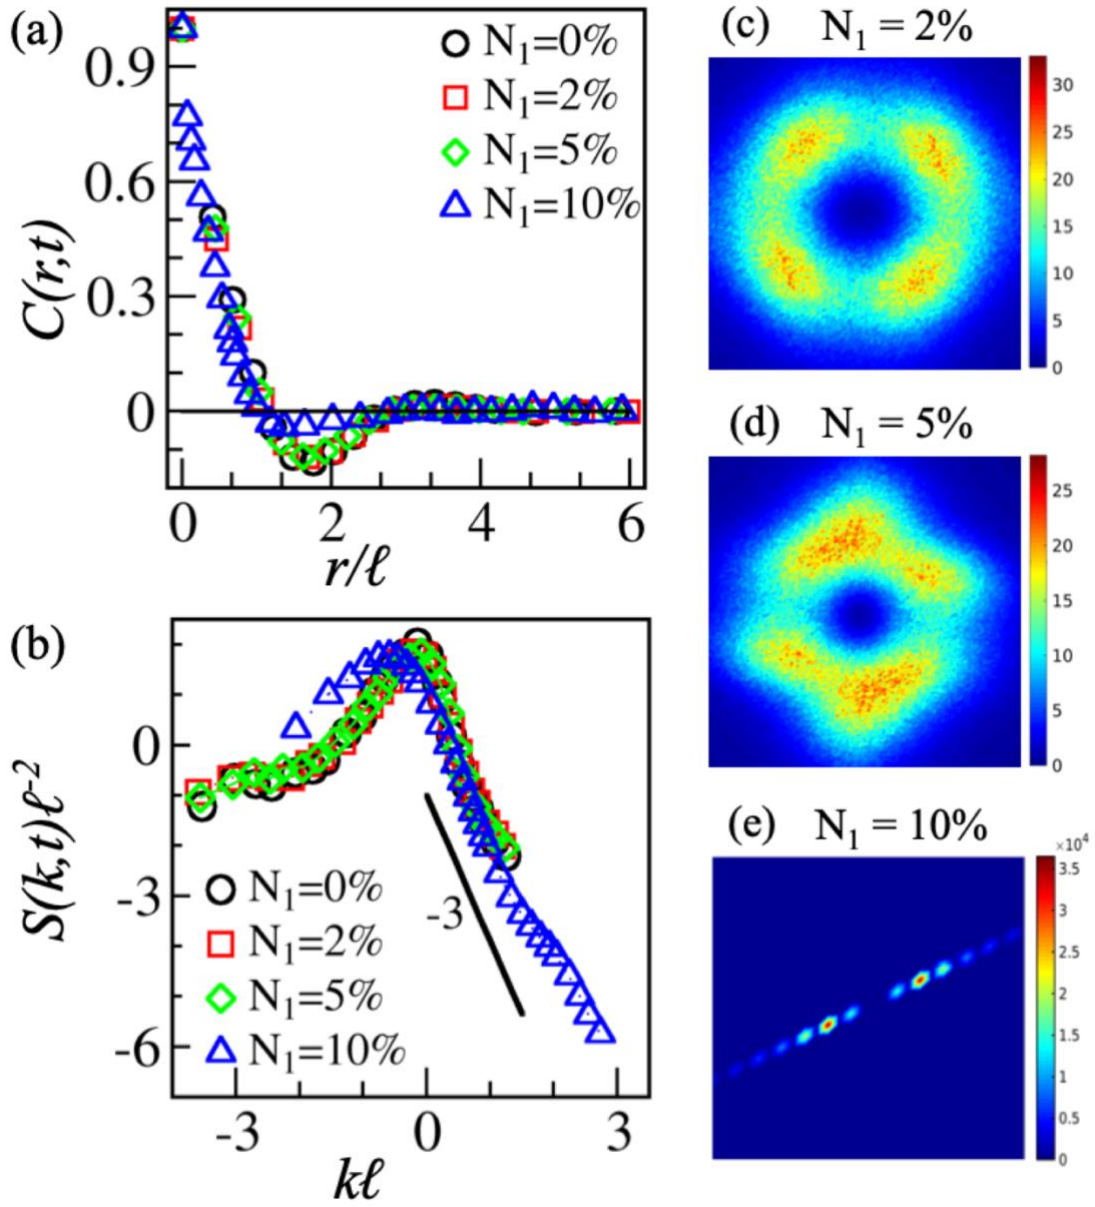 (a)
N₁=0%
N₁=2%
N₁=5%
N₁=10%
0.9
0.6
0.3
0
C(r,t)
0 2 4 6
r/ℓ
(b)
0
-3
-6
S(k,t)ℓ⁻²
-3
N₁=0%
N₁=2%
N₁=5%
N₁=10%
-3 0 3
kℓ
(c) N₁ = 2%
30
25
20
15
10
5
0
(d) N₁ = 5%
25
20
15
10
5
0
(e) N₁ = 10%
×10⁴
3.5
3
2.5
2
1.5
1
0.5
0